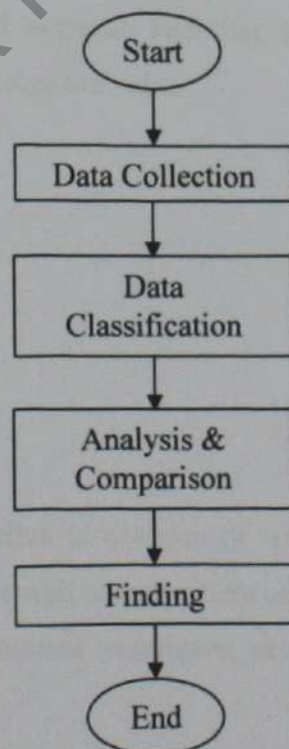 Start
Data Collection
Data
Classification
Analysis &
Comparison
Finding
End